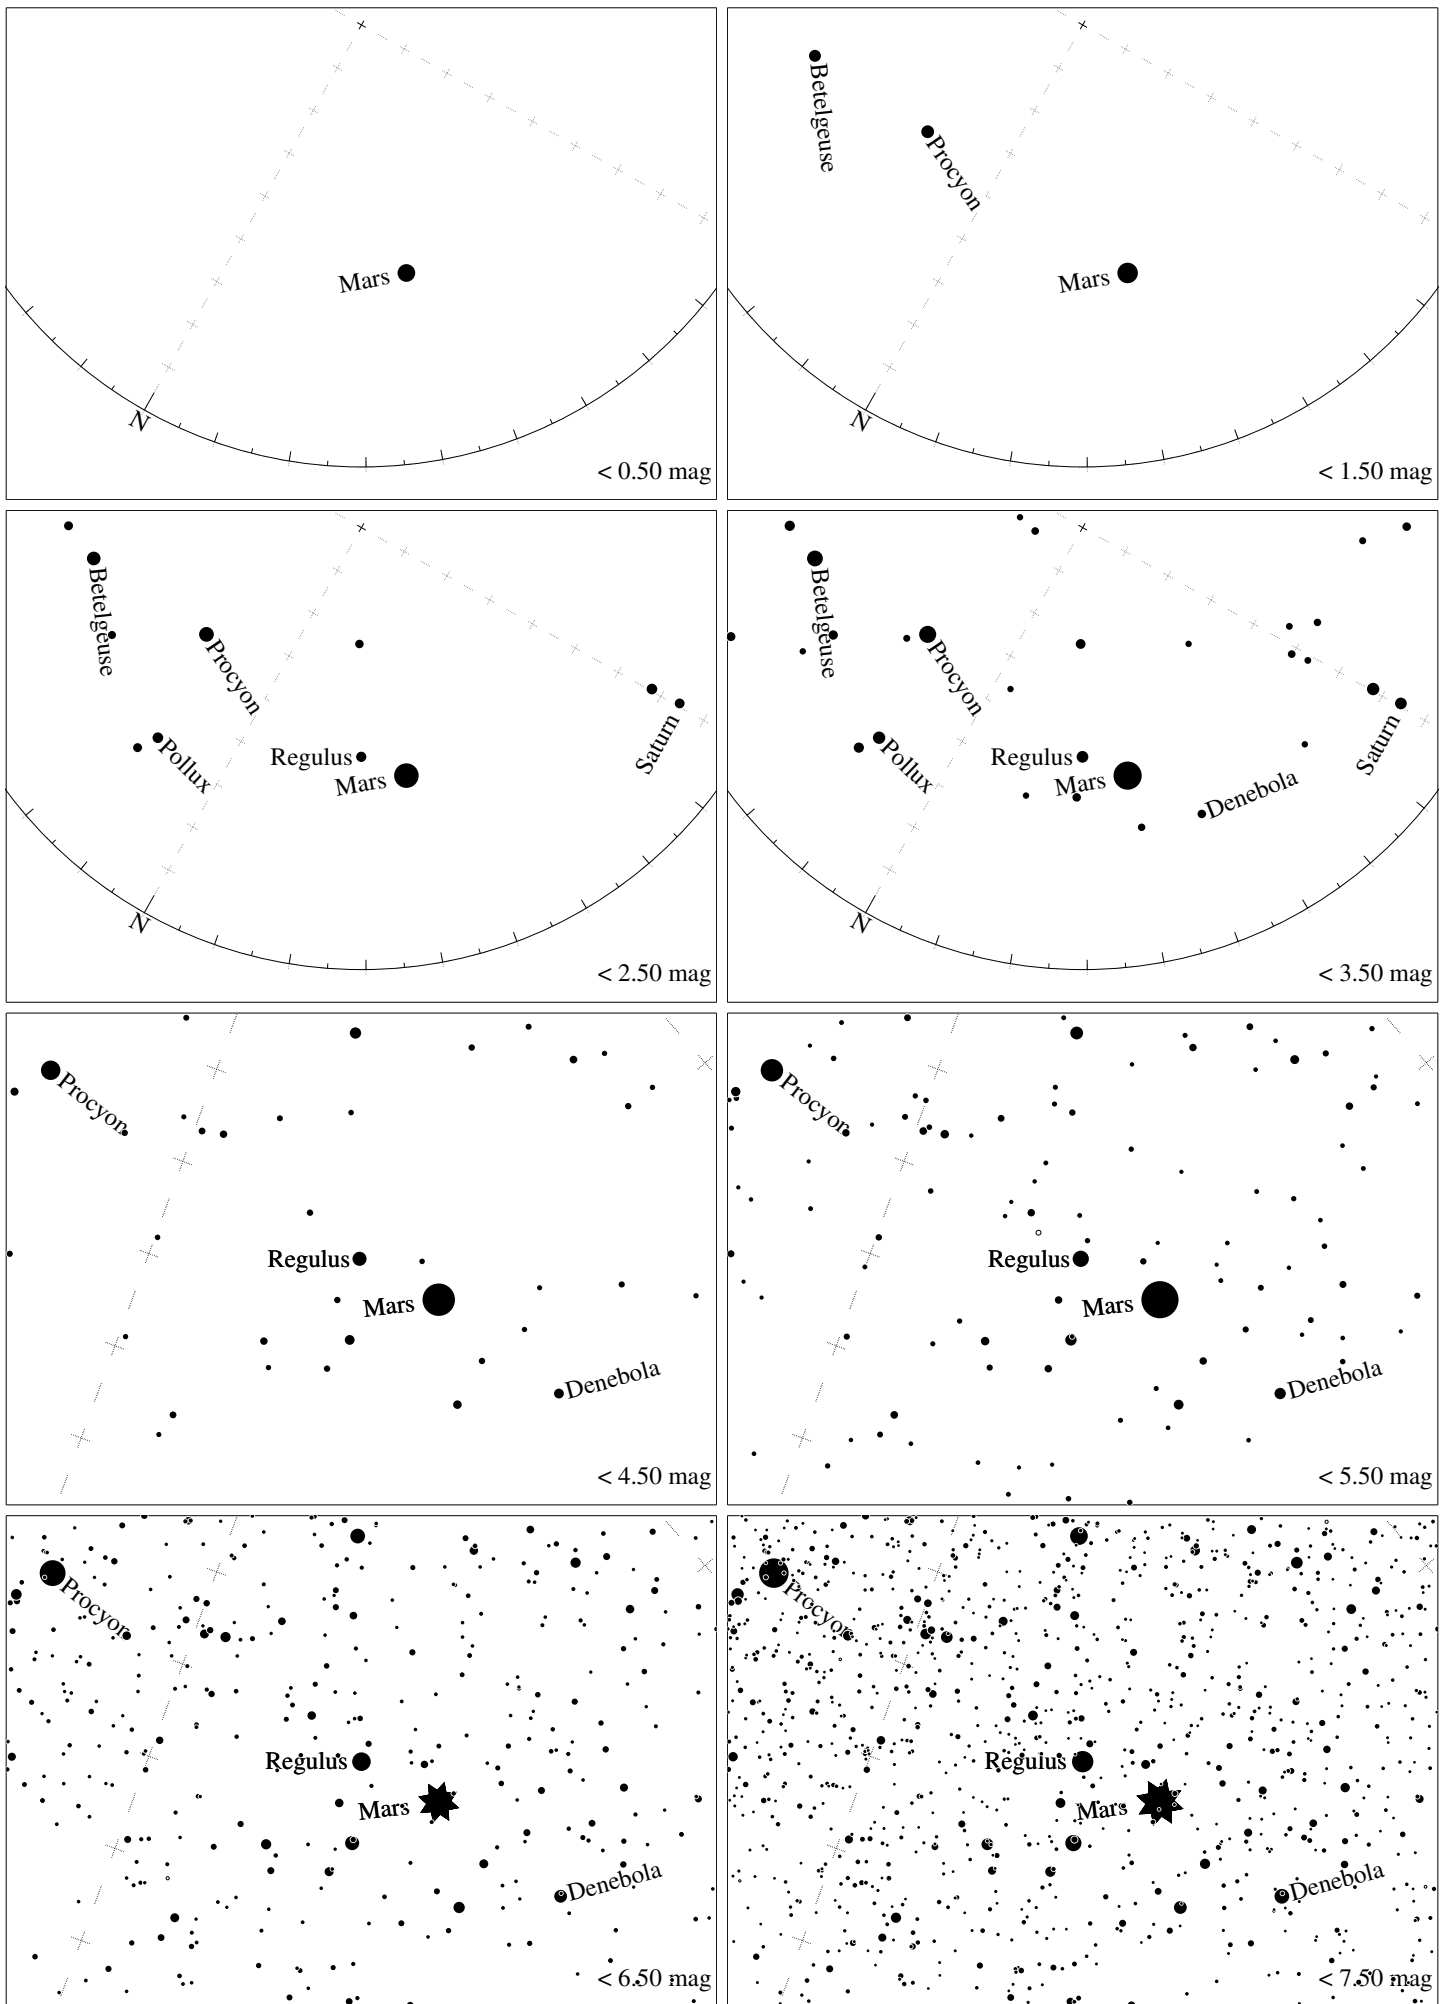 Mars
N
< 0.50 mag
Betelgeuse
Procyon
Mars
N
< 1.50 mag
Betelgeuse
Procyon
Pollux
Regulus
Mars
Saturn
N
< 2.50 mag
Betelgeuse
Procyon
Pollux
Regulus
Mars
Saturn
Denebola
N
< 3.50 mag
Procyon
Regulus
Mars
Denebola
< 4.50 mag
Procyon
Regulus
Mars
Denebola
< 5.50 mag
Procyon
Regulus
Mars
Denebola
< 6.50 mag
Procyon
Regulus
Mars
Denebola
< 7.50 mag